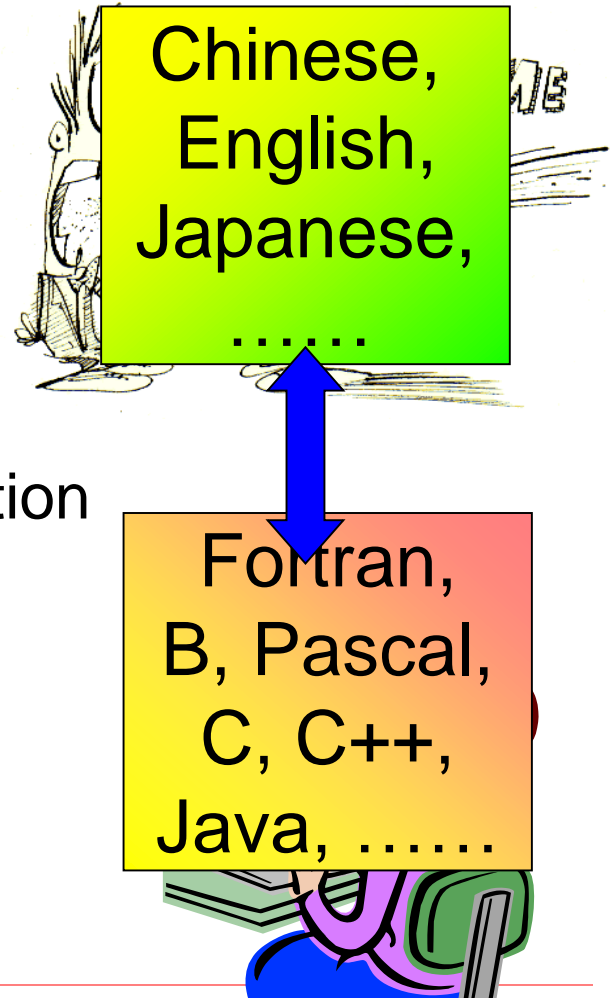 Chinese,
English,
Japanese,
……
Fortran,
B, Pascal,
C, C++,
Java, ……